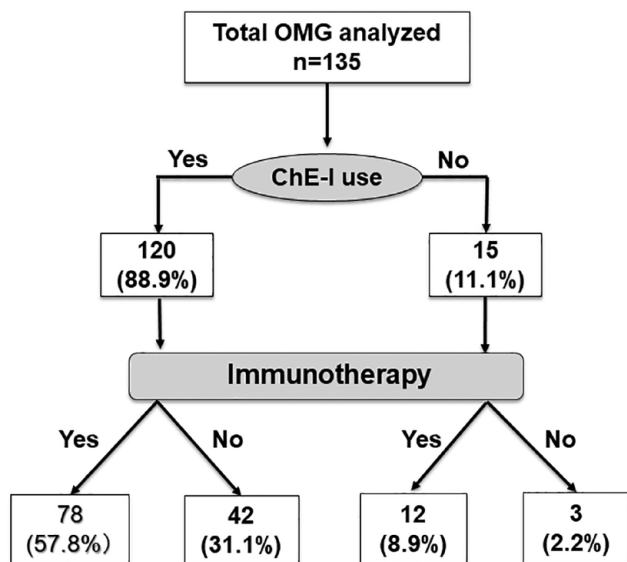 Total OMG analyzed
n=135
Yes
No
ChE-I use
120
(88.9%)
15
(11.1%)
Immunotherapy
Yes
No
Yes
No
78
(57.8%)
42
(31.1%)
12
(8.9%)
3
(2.2%)